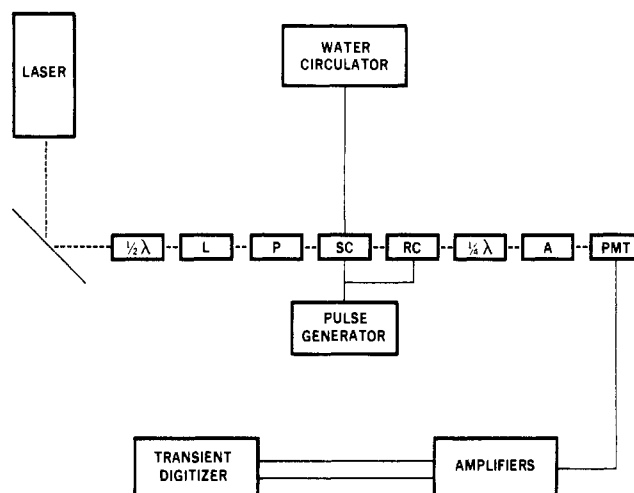 WATER
CIRCULATOR
LASER
½ λ
L
P
SC
RC
¼ λ
A
PMT
PULSE
GENERATOR
TRANSIENT
DIGITIZER
AMPLIFIERS